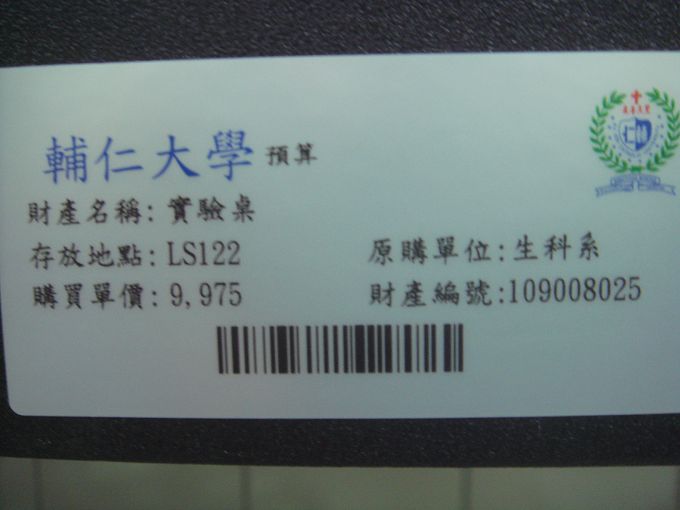 輔仁大學 預算
財產名稱: 實驗桌
存放地點: LS122 原購單位: 生科系
購買單價: 9,975 財產編號:109008025